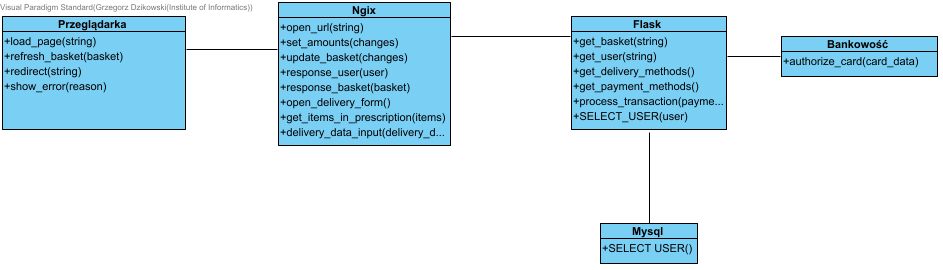 Visual Paradigm Standard(Grzegorz Dzikowski(Institute of Informatics))
Przeglądarka
+load_page(string)
+refresh_basket(basket)
+redirect(string)
+show_error(reason)
Ngix
+open_url(string)
+set_amounts(changes)
+update_basket(changes)
+response_user(user)
+response_basket(basket)
+open_delivery_form()
+get_items_in_prescription(items)
+delivery_data_input(delivery_d...
Flask
+get_basket(string)
+get_user(string)
+get_delivery_methods()
+get_payment_methods()
+process_transaction(payme...
+SELECT_USER(user)
Bankowość
+authorize_card(card_data)
Mysql
+SELECT USER()